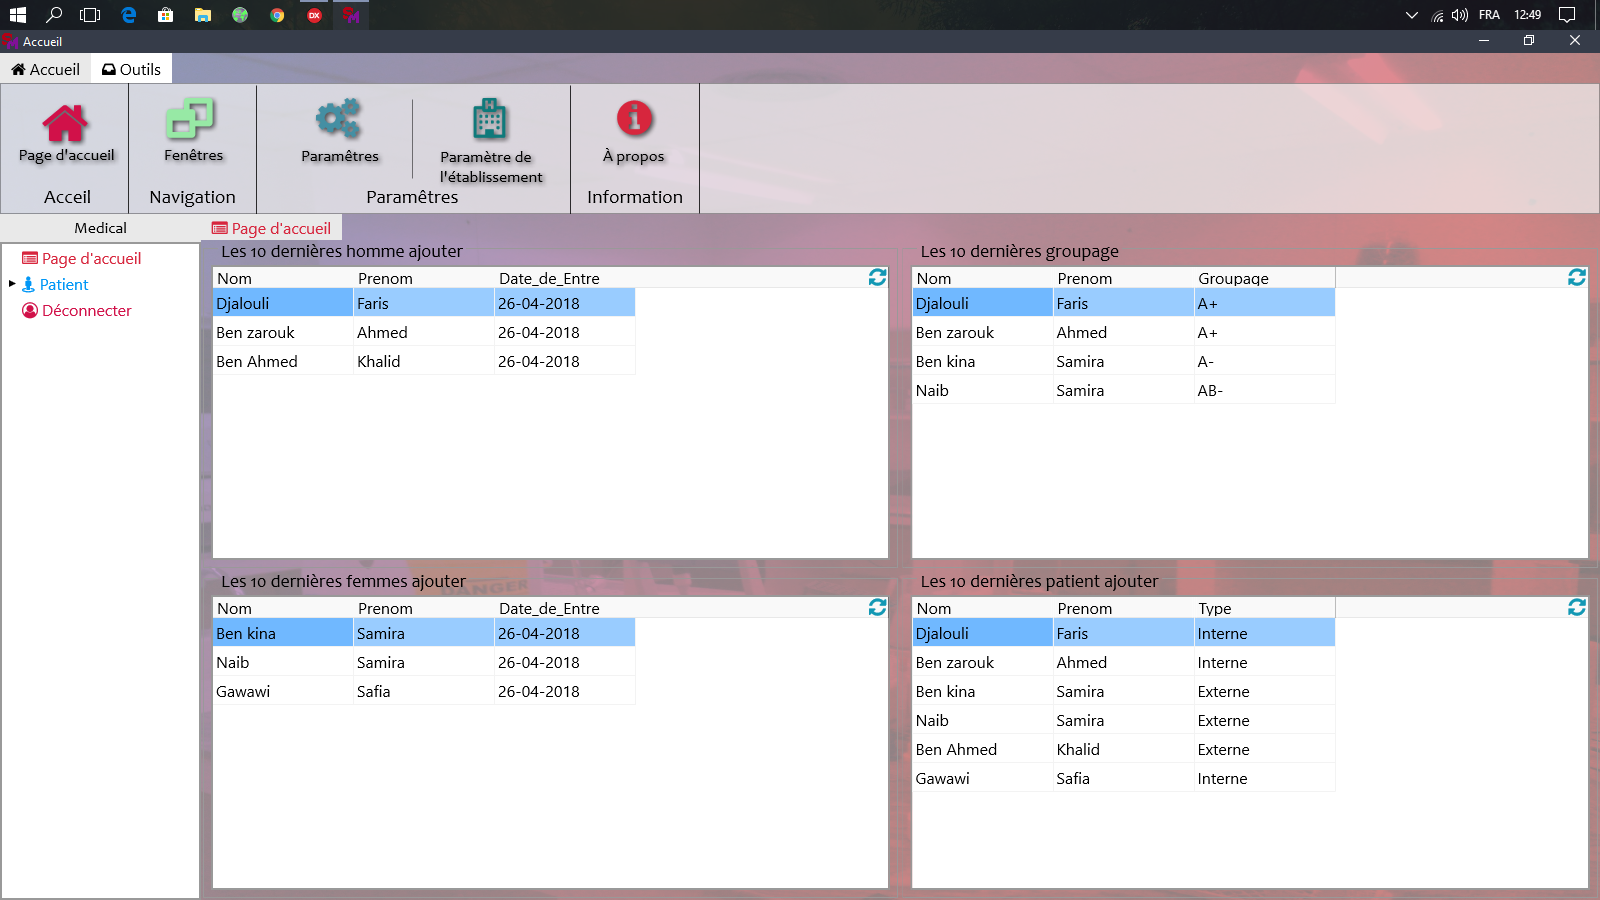 FRA 12:49
Accueil
Accueil Outils
Page d'accueil Fenêtres Paramêtres Paramètre de l'établissement À propos
Acceil Navigation Paramêtres Information
Medical Page d'accueil
Page d'accueil
Patient
Déconnecter
Les 10 dernières homme ajouter
Nom Prenom Date_de_Entre
Djalouli Faris 26-04-2018
Ben zarouk Ahmed 26-04-2018
Ben Ahmed Khalid 26-04-2018
Les 10 dernières groupage
Nom Prenom Groupage
Djalouli Faris A+
Ben zarouk Ahmed A+
Ben kina Samira A-
Naib Samira AB-
Les 10 dernières femmes ajouter
DANGER
Nom Prenom Date_de_Entre
Ben kina Samira 26-04-2018
Naib Samira 26-04-2018
Gawawi Safia 26-04-2018
Les 10 dernières patient ajouter
Nom Prenom Type
Djalouli Faris Interne
Ben zarouk Ahmed Interne
Ben kina Samira Externe
Naib Samira Externe
Ben Ahmed Khalid Externe
Gawawi Safia Interne